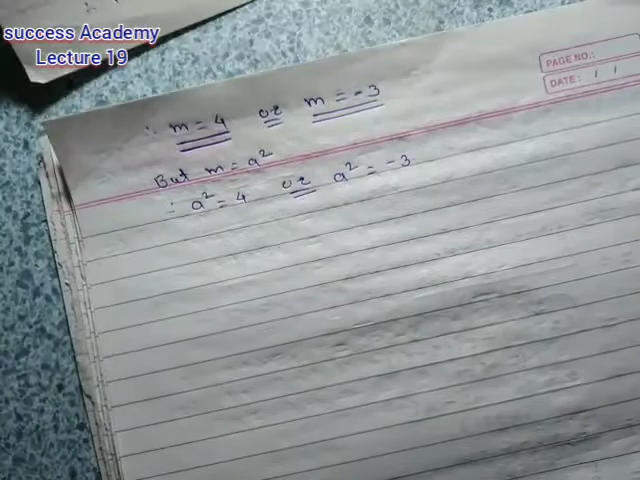 success Academy
Lecture 19
PAGE NO.:
DATE: / /
∴ m = 4 or m = -3
But m = a²
∴ a² = 4 or a² = -3